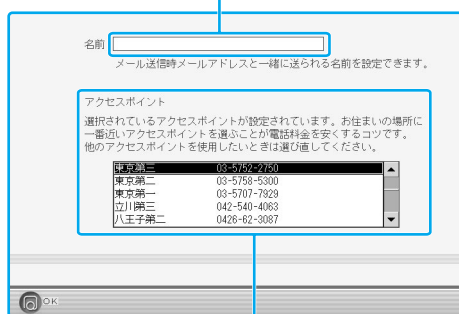 名前
メール送信時メールアドレスと一緒に送られる名前を設定できます。
アクセスポイント
選択されているアクセスポイントが設定されています。お住まいの場所に
一番近いアクセスポイントを選ぶことが電話料金を安くするコツです。
他のアクセスポイントを使用したいときは選び直してください。
東京第三 03-5752-2750
東京第二 03-5758-5300
東京第一 03-5707-7929
立川第三 042-540-4063
八王子第二 0426-62-3087
OK